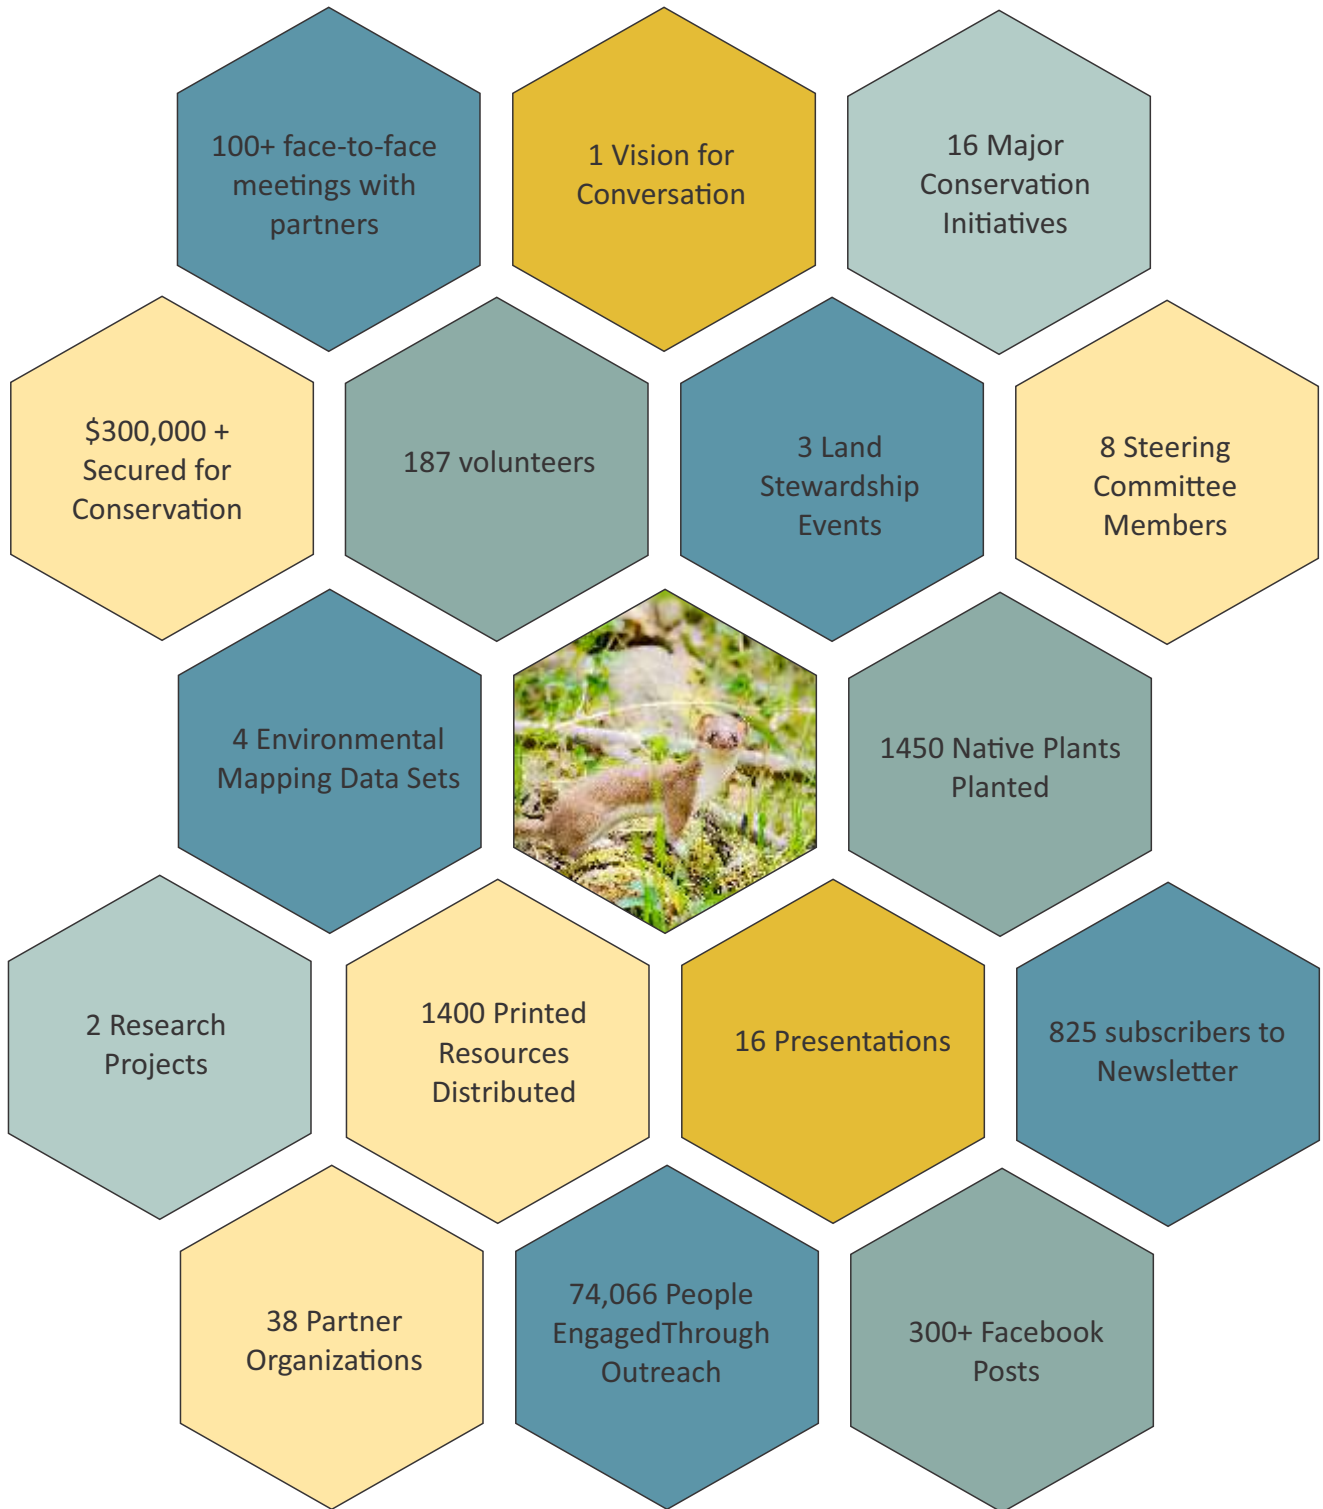 100+ face-to-face
meetings with
partners
1 Vision for
Conversation
16 Major
Conservation
Initiatives
$300,000 +
Secured for
Conservation
187 volunteers
3 Land
Stewardship
Events
8 Steering
Committee
Members
4 Environmental
Mapping Data Sets
1450 Native Plants
Planted
2 Research
Projects
1400 Printed
Resources
Distributed
16 Presentations
825 subscribers to
Newsletter
38 Partner
Organizations
74,066 People
EngagedThrough
Outreach
300+ Facebook
Posts